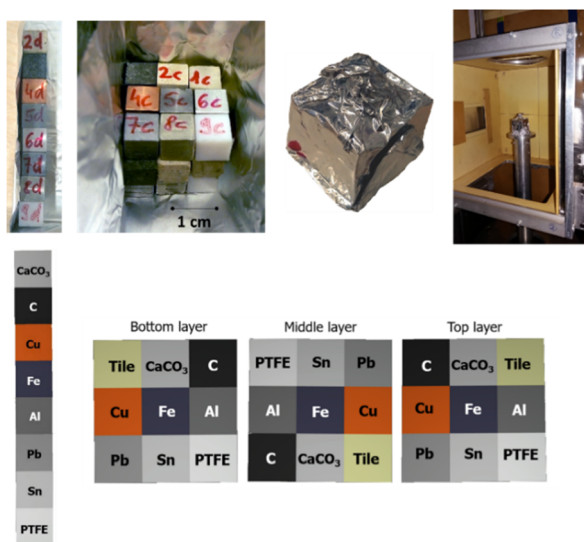 2d
4d
5d
6d
7d
8d
9d
2c 1c
4c 5c 6c
7c 8c 9c
1 cm
CaCO₃
C
Cu
Fe
Al
Pb
Sn
PTFE
Bottom layer
Tile CaCO₃ C
Cu Fe Al
Pb Sn PTFE
Middle layer
PTFE Sn Pb
Al Fe Cu
C CaCO₃ Tile
Top layer
C CaCO₃ Tile
Cu Fe Al
Pb Sn PTFE